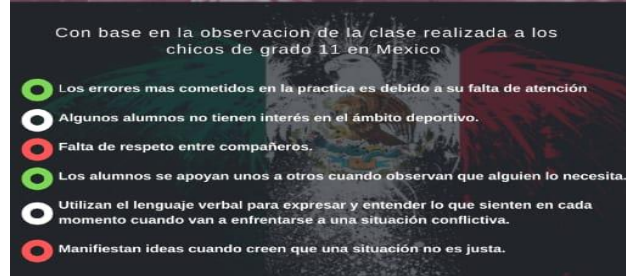 Con base en la observacion de la clase realizada a los
chicos de grado 11 en Mexico
Los errores mas cometidos en la practica es debido a su falta de atención
Algunos alumnos no tienen interés en el ámbito deportivo.
Falta de respeto entre compañeros.
Los alumnos se apoyan unos a otros cuando observan que alguien lo necesita.
Utilizan el lenguaje verbal para expresar y entender lo que sienten en cada
momento cuando van a enfrentarse a una situación conflictiva.
Manifiestan ideas cuando creen que una situación no es justa.